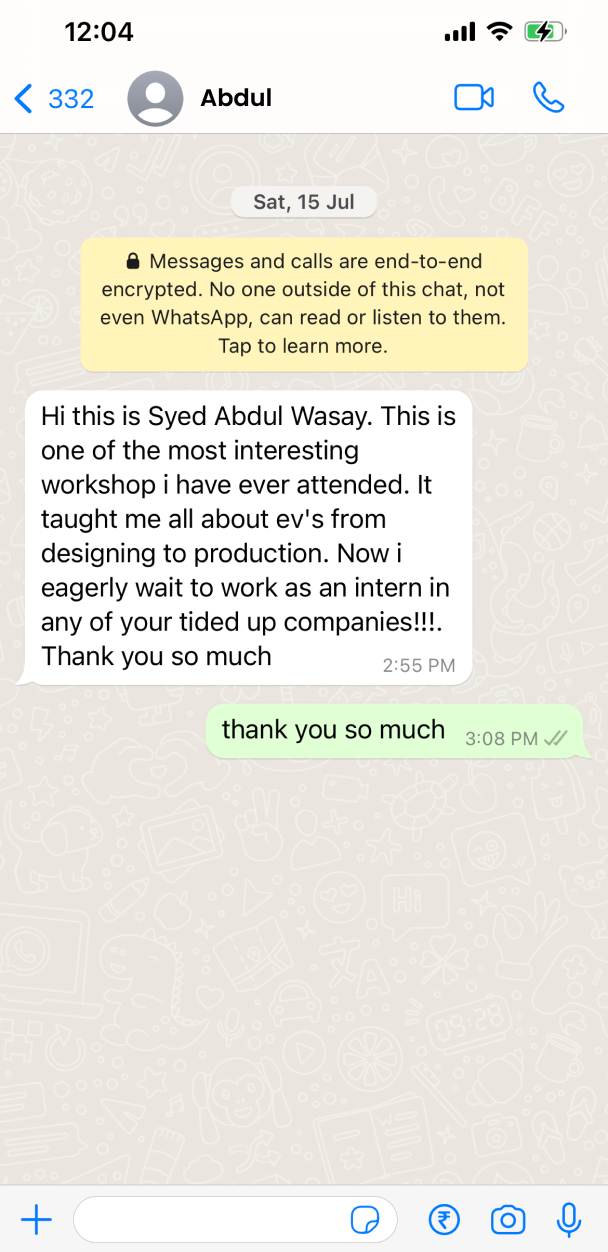 12:04
332
Abdul
Sat, 15 Jul
Messages and calls are end-to-end
encrypted. No one outside of this chat, not
even WhatsApp, can read or listen to them.
Tap to learn more.
Hi this is Syed Abdul Wasay. This is
one of the most interesting
workshop i have ever attended. It
taught me all about ev's from
designing to production. Now i
eagerly wait to work as an intern in
any of your tided up companies!!!.
Thank you so much
2:55 PM
thank you so much
3:08 PM
Hi
09:28
₹